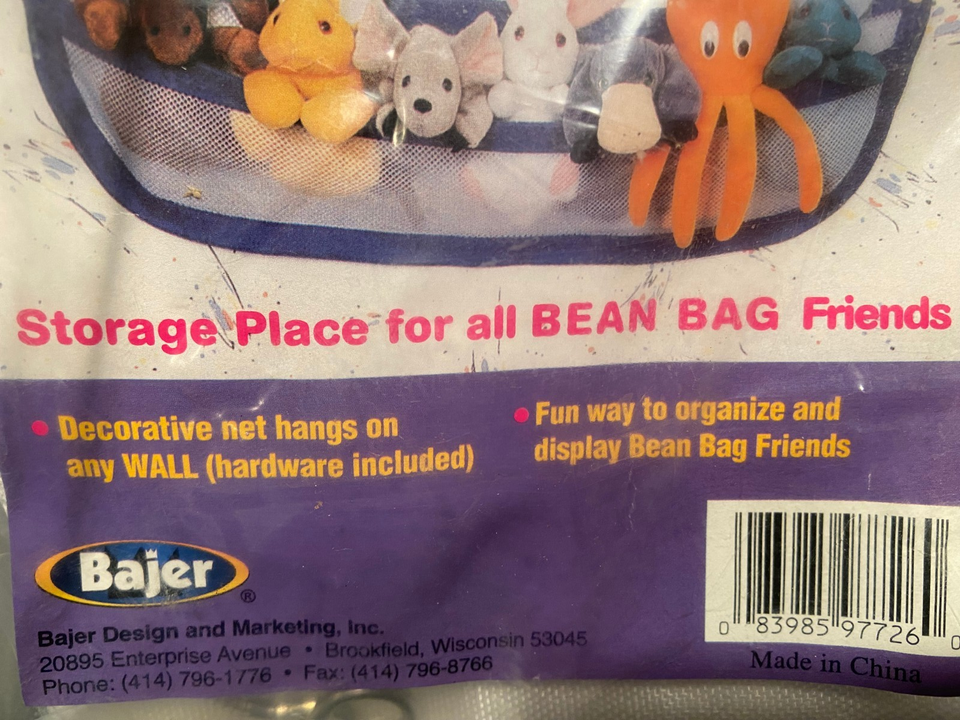 Storage Place for all BEAN BAG Friends
• Decorative net hangs on
any WALL (hardware included)
• Fun way to organize and
display Bean Bag Friends
Bajer®
Bajer Design and Marketing, Inc.
20895 Enterprise Avenue • Brookfield, Wisconsin 53045
Phone: (414) 796-1776 • Fax: (414) 796-8766
0 83985 97726 0
Made in China